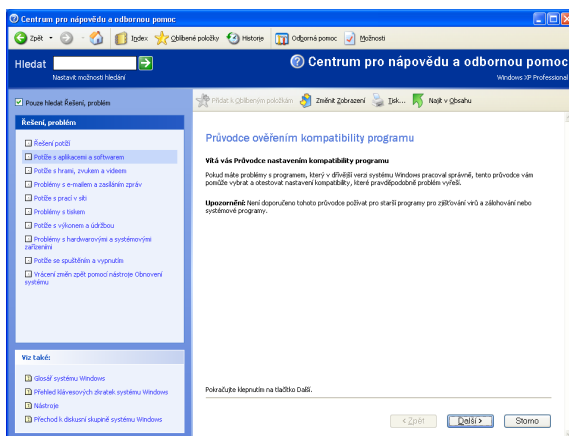 Centrum pro nápovědu a odbornou pomoc
Zpět
Index
Oblíbené položky
Historie
Odborná pomoc
Možnosti
Hledat
Nastavit možnosti hledání
Centrum pro nápovědu a odbornou pomoc
Windows XP Professional
Pouze hledat Řešení, problém
Přidat k Oblíbeným položkám
Změnit Zobrazení
Tisk...
Najít v Obsahu
Řešení, problém
Řešení potíží
Potíže s aplikacemi a softwarem
Potíže s hrami, zvukem a videem
Problémy s e-mailem a zasíláním zpráv
Potíže s prací v síti
Problémy s tiskem
Potíže s výkonem a údržbou
Problémy s hardwarovými a systémovými
zařízeními
Potíže se spuštěním a vypnutím
Vrácení změn zpět pomocí nástroje Obnovení
systému
Viz také:
Glosář systému Windows
Přehled klávesových zkratek systému Windows
Nástroje
Přechod k diskusní skupině systému Windows
Průvodce ověřením kompatibility programu
Vítá vás Průvodce nastavením kompatibility programu
Pokud máte problémy s programem, který v dřívější verzi systému Windows pracoval správně, tento průvodce vám
pomůže vybrat a otestovat nastavení kompatibility, které pravděpodobně problém vyřeší.
Upozornění: Není doporučeno tohoto průvodce požívat pro starší programy pro zjišťování virů a zálohování nebo
systémové programy.
Pokračujte klepnutím na tlačítko Další.
< Zpět
Další >
Storno